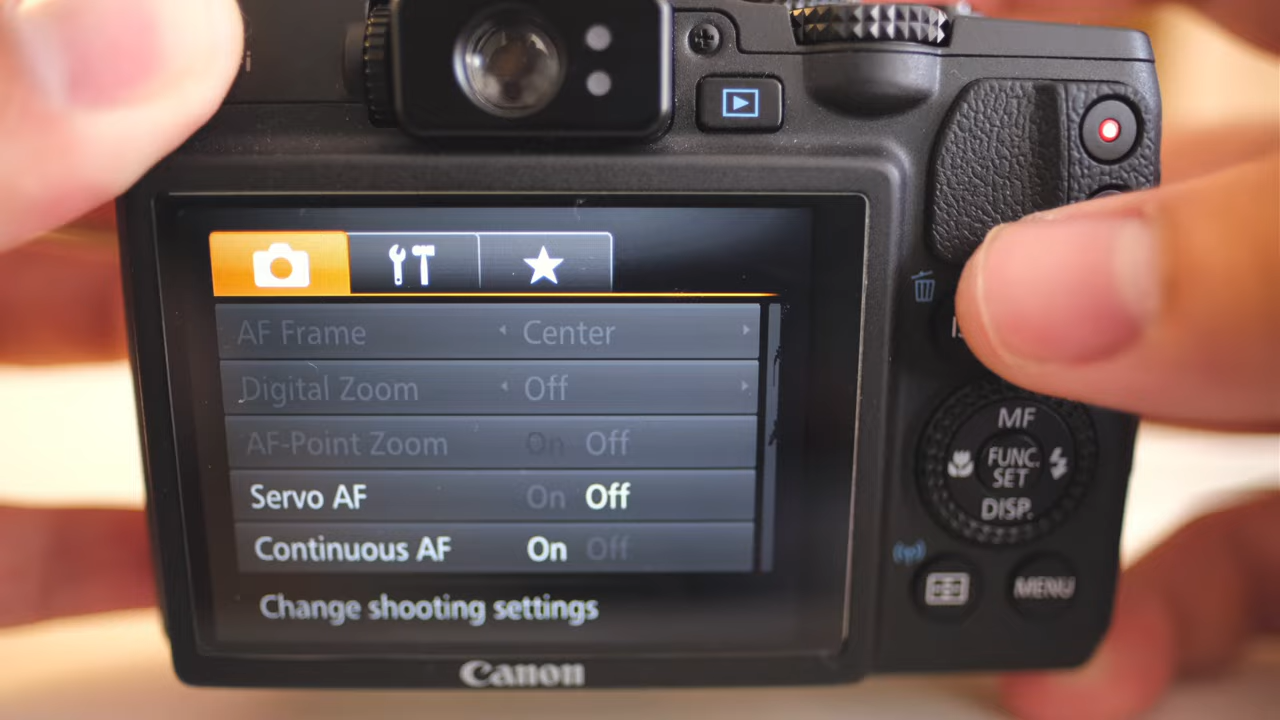 AF Frame Center
Digital Zoom Off
AF-Point Zoom On Off
Servo AF On Off
Continuous AF On Off
Change shooting settings
Canon
MF
FUNC.
SET
DISP.
MENU